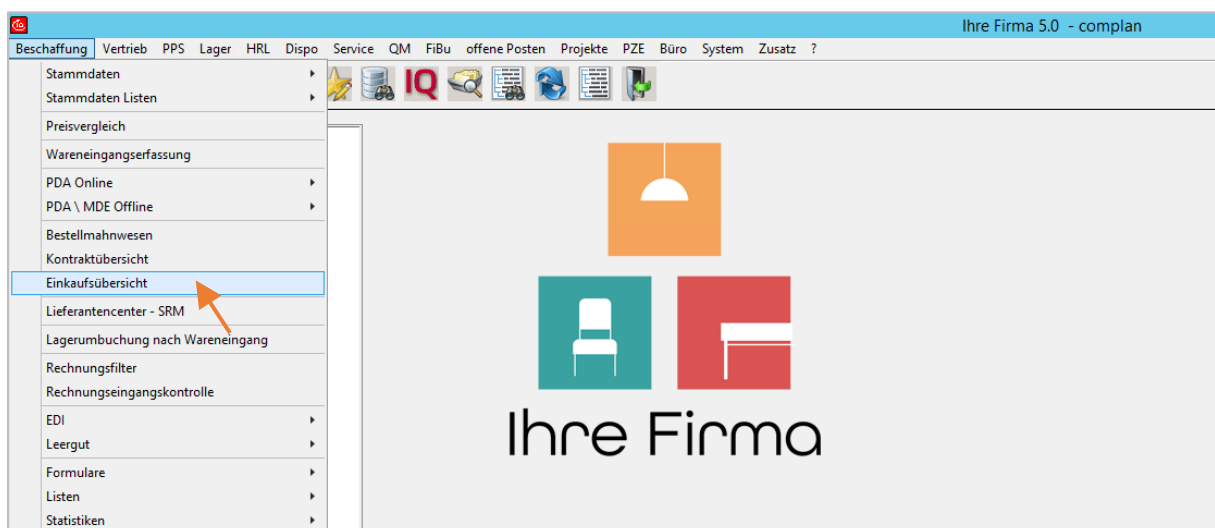 Ihre Firma 5.0 - complan
Beschaffung Vertrieb PPS Lager HRL Dispo Service QM FiBu offene Posten Projekte PZE Büro System Zusatz ?
Stammdaten
Stammdaten Listen
IQ
Preisvergleich
Wareneingangserfassung
PDA Online
PDA \ MDE Offline
Bestellmahnwesen
Kontraktübersicht
Einkaufsübersicht
Lieferantencenter - SRM
Lagerumbuchung nach Wareneingang
Rechnungsfilter
Rechnungseingangskontrolle
EDI
Leergut
Formulare
Listen
Statistiken
Ihre Firma